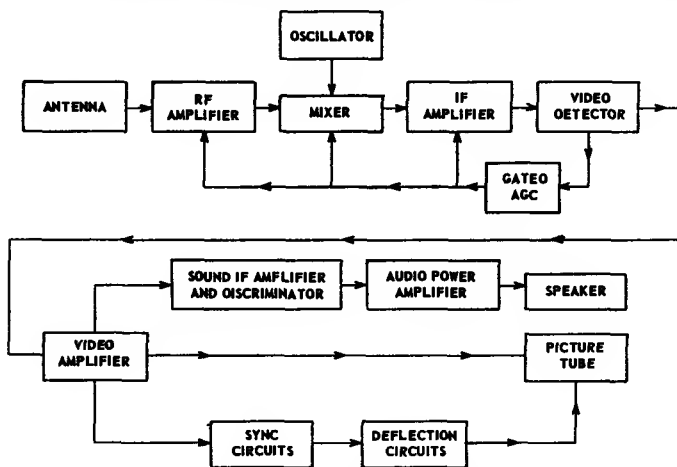 OSCILLATOR
ANTENNA
RF
AMPLIFIER
MIXER
IF
AMPLIFIER
VIDEO
OETECTOR
GATEO
AGC
SOUND IF AMFLIFIER
AND OISCRIMINATOR
AUDIO POWER
AMPLIFIER
SPEAKER
VIDEO
AMPLIFIER
PICTURE
TUBE
SYNC
CIRCUITS
DEFLECTION
CIRCUITS